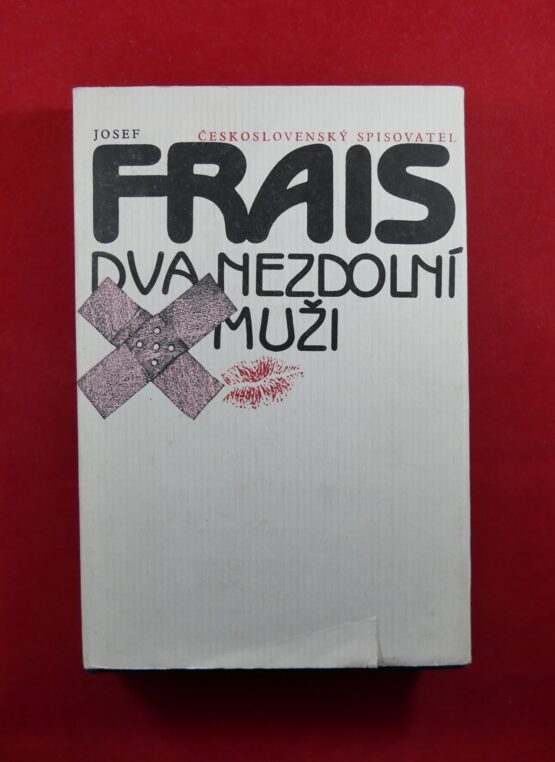 JOSEF ČESKOSLOVENSKÝ SPISOVATEL
FRAIS
DVA NEZDOLNÍ
MUŽI